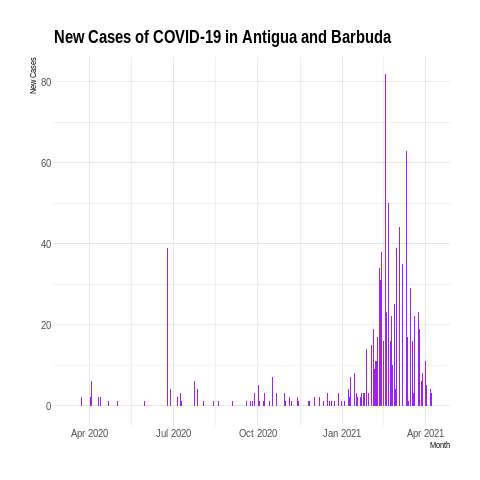 New Cases of COVID-19 in Antigua and Barbuda
New Cases
80
60
40
20
0
Apr 2020 Jul 2020 Oct 2020 Jan 2021 Apr 2021
Month